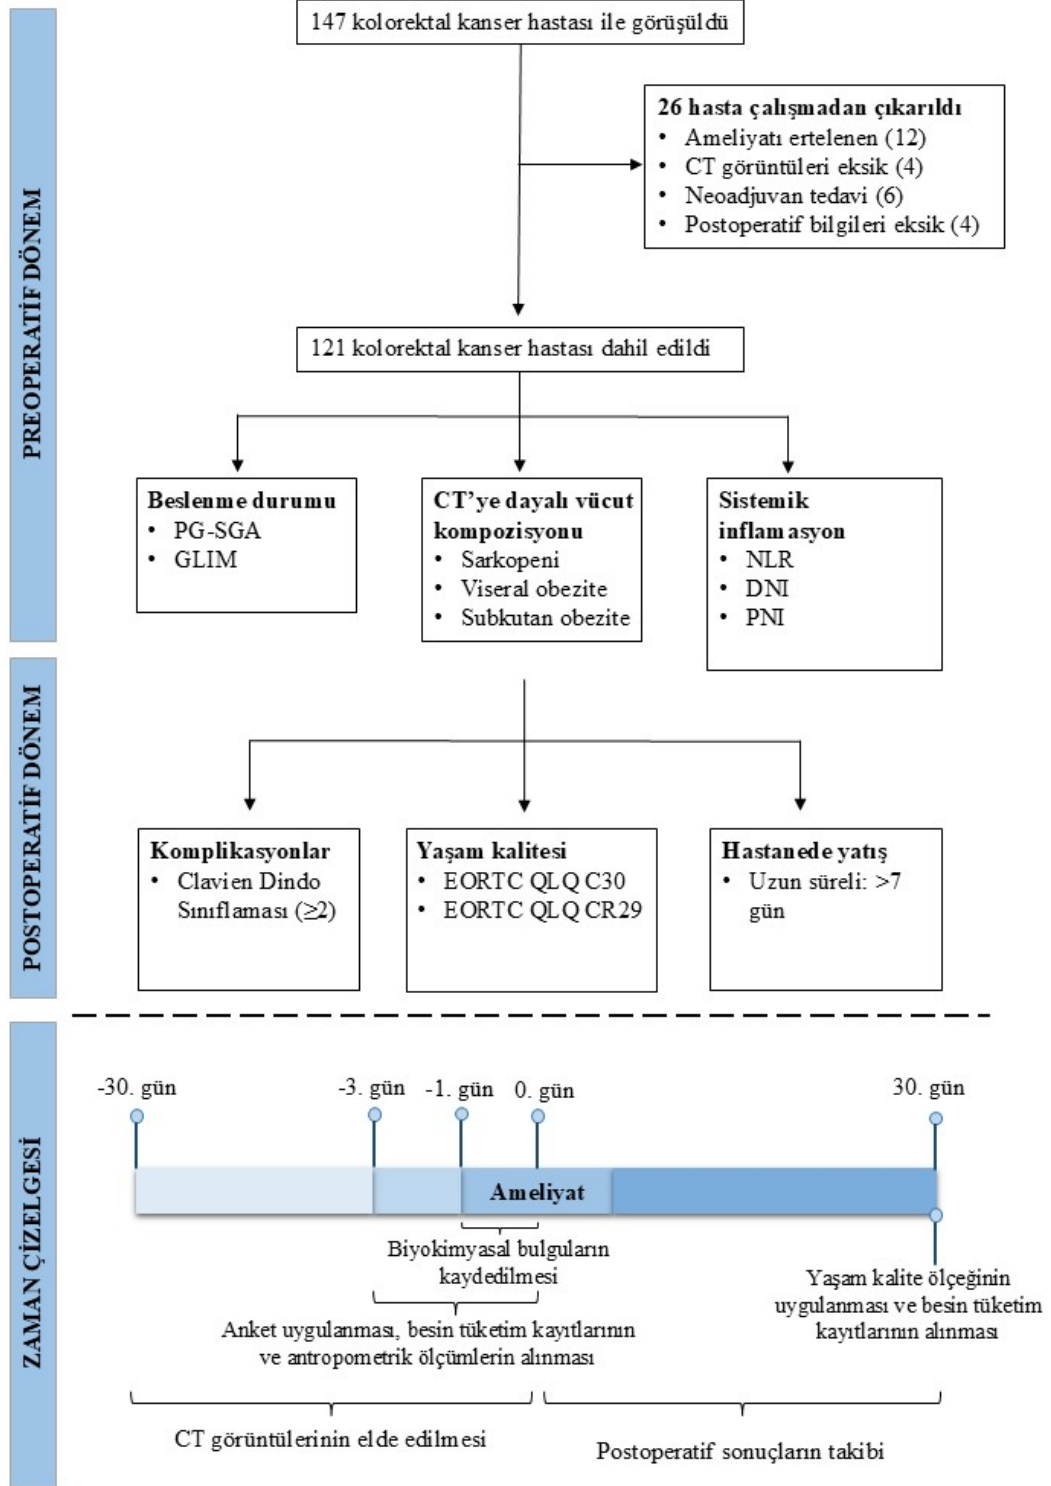 147 kolorektal kanser hastası ile görüşüldü
26 hasta çalışmadan çıkarıldı
• Ameliyatı ertelenen (12)
• CT görüntüleri eksik (4)
• Neoadjuvan tedavi (6)
• Postoperatif bilgileri eksik (4)
PREOPERATİF DÖNEM
121 kolorektal kanser hastası dahil edildi
Beslenme durumu
• PG-SGA
• GLIM
CT’ye dayalı vücut
kompozisyonu
• Sarkopeni
• Viseral obezite
• Subkutan obezite
Sistemik
inflamasyon
• NLR
• DNI
• PNI
POSTOPERATİF DÖNEM
Komplikasyonlar
• Clavien Dindo
Sınıflaması (≥2)
Yaşam kalitesi
• EORTC QLQ C30
• EORTC QLQ CR29
Hastanede yatış
• Uzun süreli: >7
gün
ZAMAN ÇİZELGESİ
-30. gün
-3. gün
-1. gün
0. gün
30. gün
Ameliyat
Biyokimyasal bulguların
kaydedilmesi
Anket uygulanması, besin tüketim kayıtlarının
ve antropometrik ölçümlerin alınması
Yaşam kalite ölçeğinin
uygulanması ve besin tüketim
kayıtlarının alınması
CT görüntülerinin elde edilmesi
Postoperatif sonuçların takibi